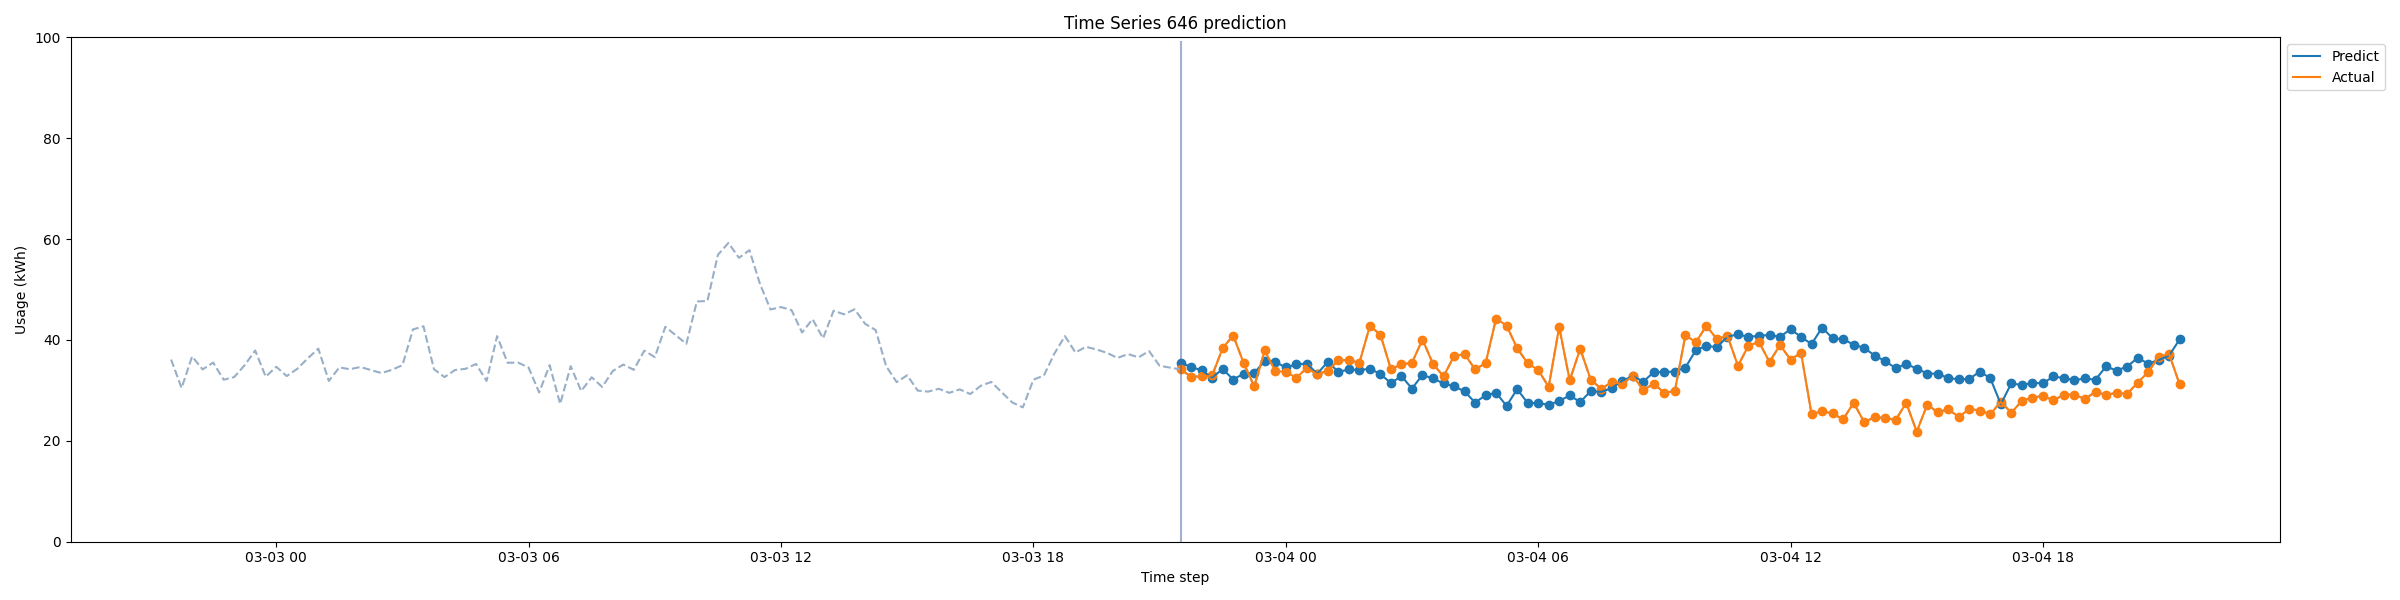 Time Series 646 prediction
100
80
60
40
20
0
Usage (kWh)
03-03 00
03-03 06
03-03 12
03-03 18
03-04 00
03-04 06
03-04 12
03-04 18
Time step
Predict
Actual